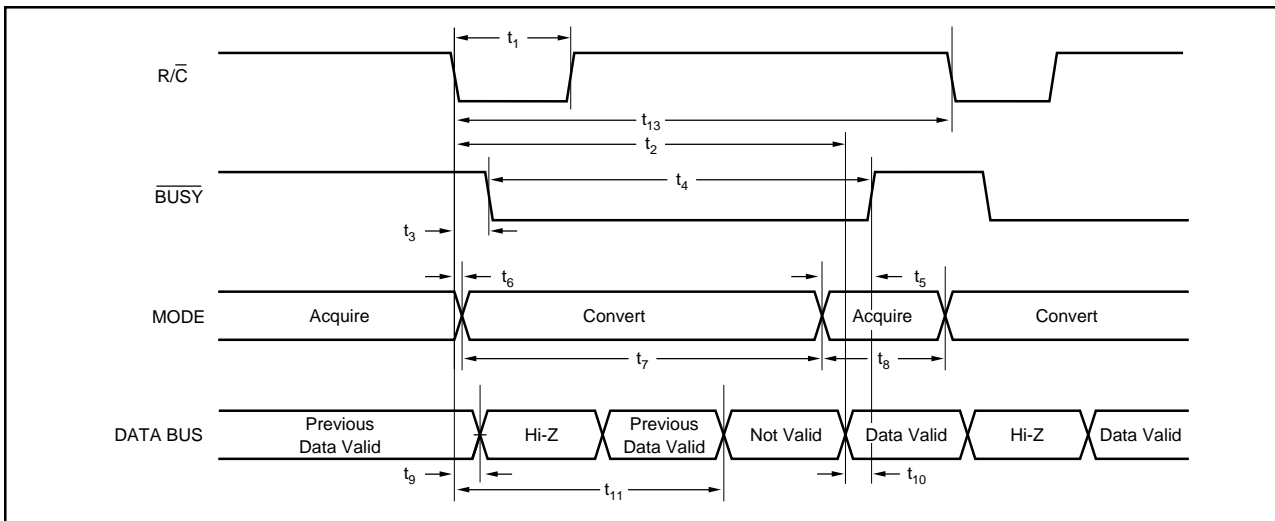 t1
R/C̅
t13
t2
B̅U̅S̅Y̅
t4
t3
t6
t5
MODE
Acquire
Convert
Acquire
Convert
t7
t8
DATA BUS
Previous
Data Valid
Hi-Z
Previous
Data Valid
Not Valid
Data Valid
Hi-Z
Data Valid
t9
t11
t10